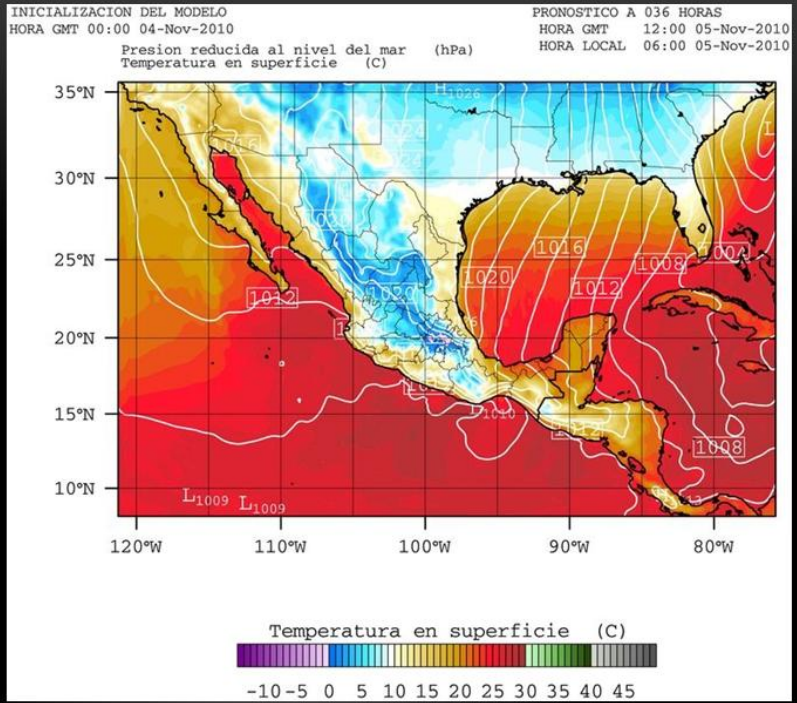 INICIALIZACION DEL MODELO
HORA GMT 00:00 04-Nov-2010
PRONOSTICO A 036 HORAS
HORA GMT 12:00 05-Nov-2010
HORA LOCAL 06:00 05-Nov-2010
Presion reducida al nivel del mar (hPa)
Temperatura en superficie (C)
35°N
30°N
25°N
20°N
15°N
10°N
H1026
1024
1024
1016
1020
1016
1004
1008
1020
1012
1012
1020
1010
1012
1008
L1009
L1009
120°W
110°W
100°W
90°W
80°W
Temperatura en superficie (C)
-10 -5 0 5 10 15 20 25 30 35 40 45